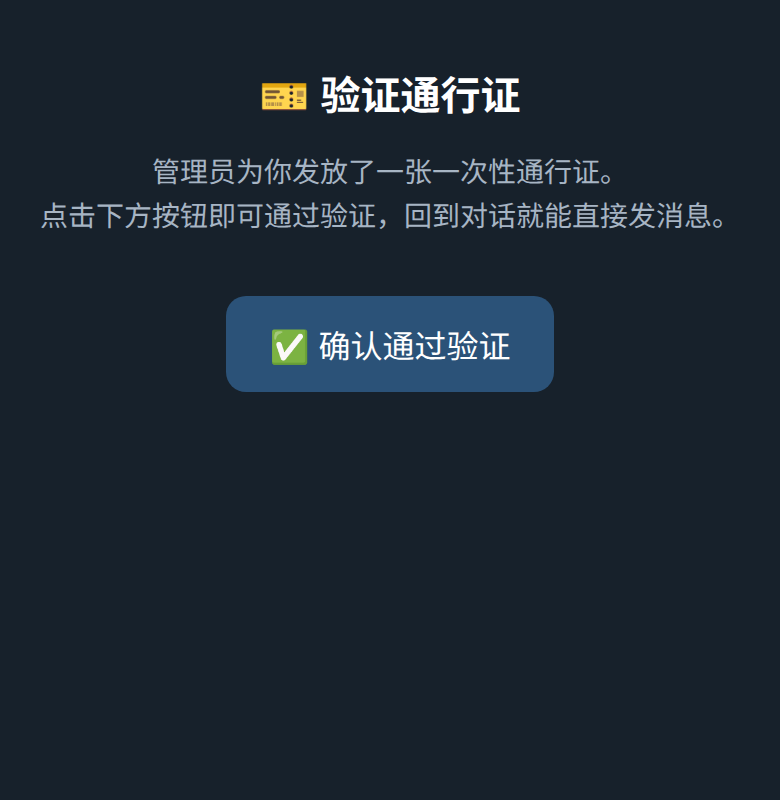 🎫 验证通行证
管理员为你发放了一张一次性通行证。
点击下方按钮即可通过验证，回到对话就能直接发消息。
✅ 确认通过验证